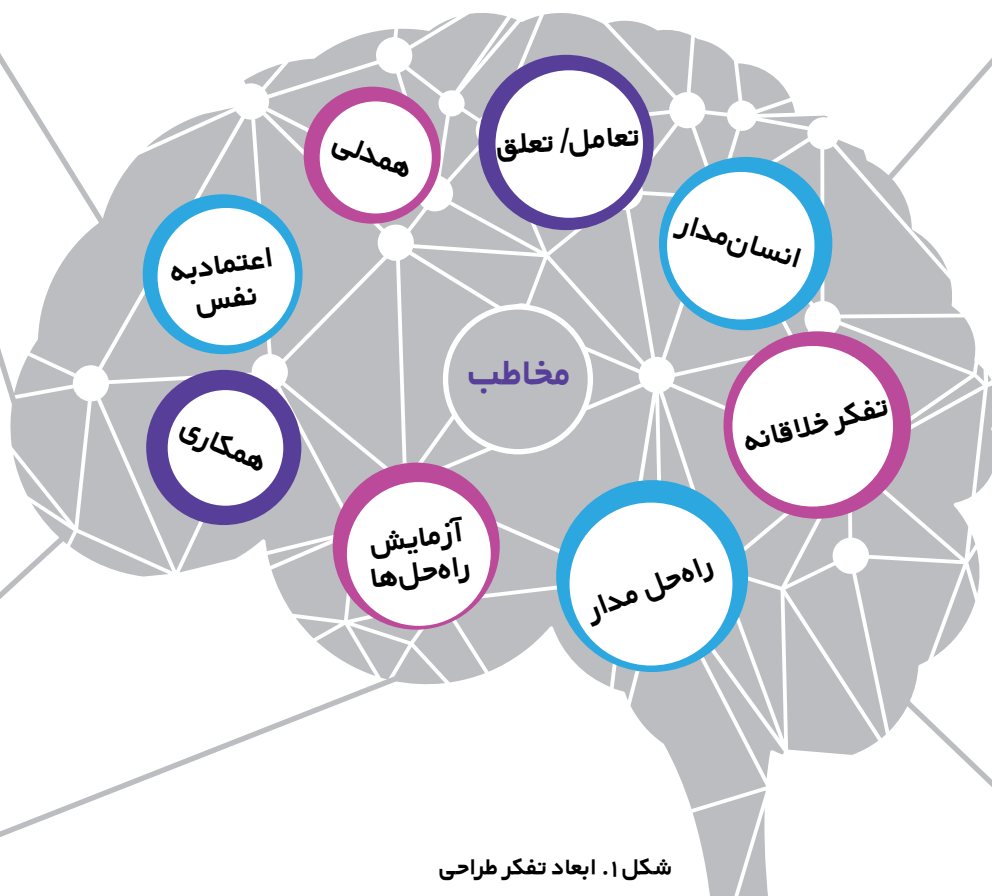 تعامل/ تعلق
همدلی
انسان‌مدار
اعتمادبه
نفس
مخاطب
تفکر خلاقانه
همکاری
آزمایش
راه‌حل‌ها
راه‌حل مدار
شکل ۱. ابعاد تفکر طراحی